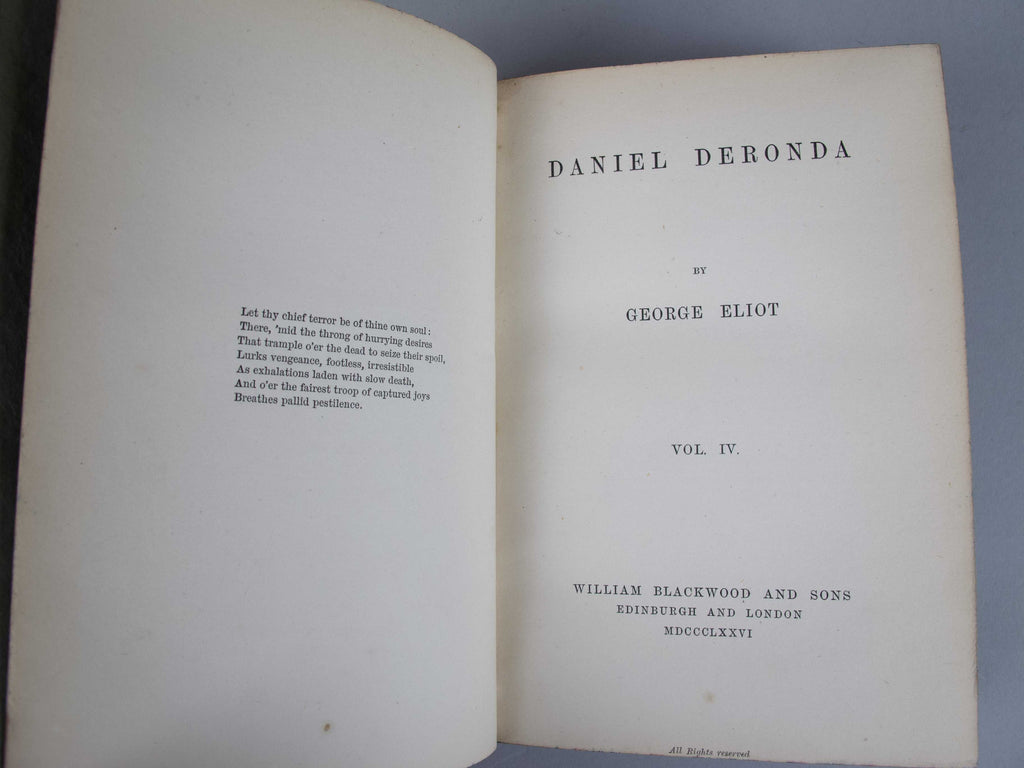 Let thy chief terror be of thine own soul:
There, 'mid the throng of hurrying desires
That trample o'er the dead to seize their spoil,
Lurks vengeance, footless, irresistible
As exhalations laden with slow death,
And o'er the fairest troop of captured joys
Breathes pallid pestilence.
DANIEL DERONDA
BY
GEORGE ELIOT
VOL. IV.
WILLIAM BLACKWOOD AND SONS
EDINBURGH AND LONDON
MDCCCLXXVI
All Rights reserved